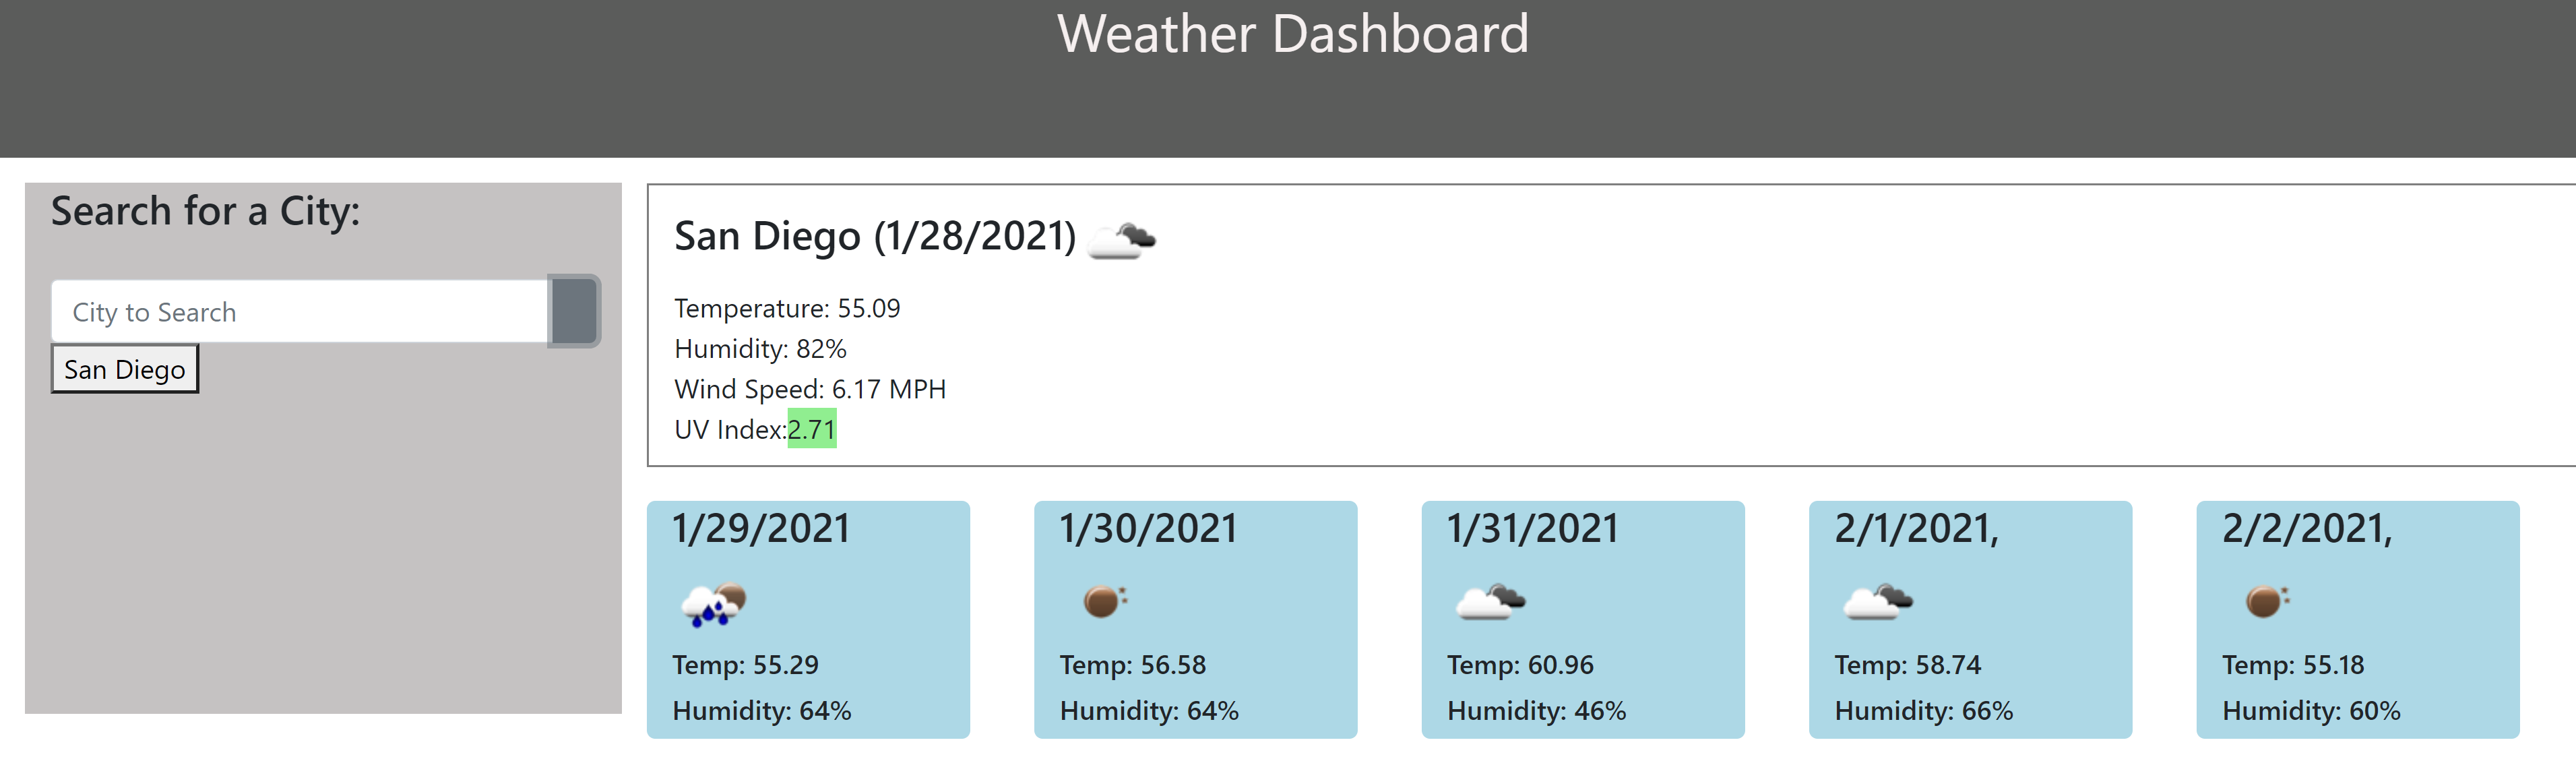 Weather Dashboard
Search for a City:
City to Search
San Diego
San Diego (1/28/2021)
Temperature: 55.09
Humidity: 82%
Wind Speed: 6.17 MPH
UV Index:2.71
1/29/2021
Temp: 55.29
Humidity: 64%
1/30/2021
Temp: 56.58
Humidity: 64%
1/31/2021
Temp: 60.96
Humidity: 46%
2/1/2021,
Temp: 58.74
Humidity: 66%
2/2/2021,
Temp: 55.18
Humidity: 60%